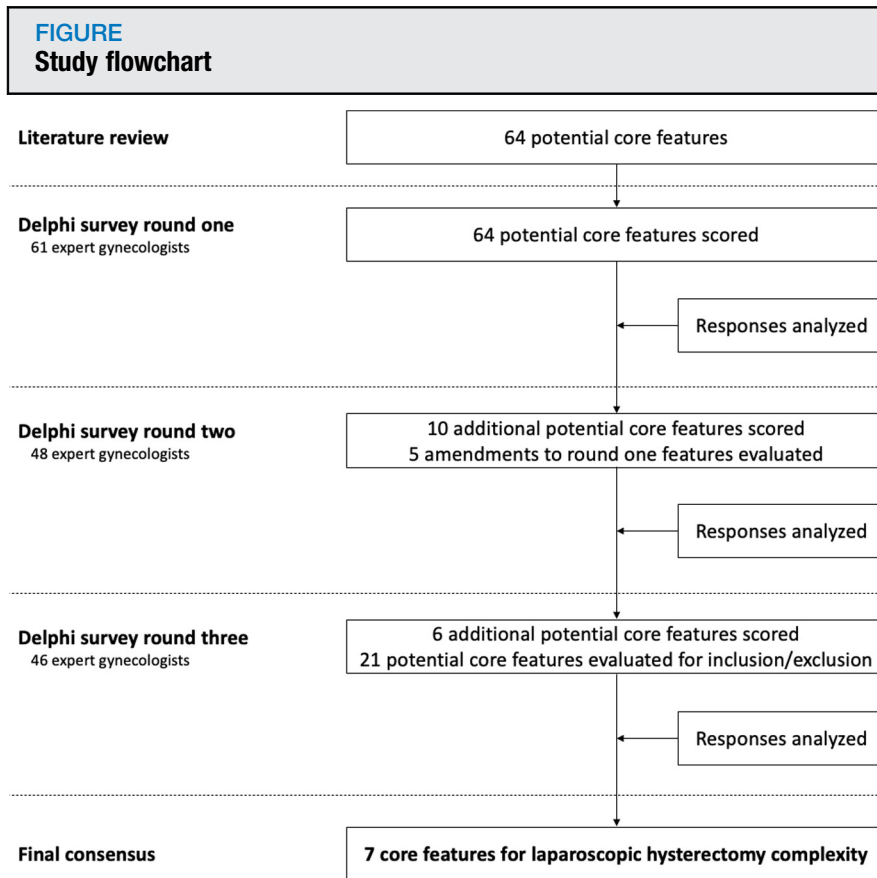 FIGURE
Study flowchart
Literature review
64 potential core features
Delphi survey round one
61 expert gynecologists
64 potential core features scored
Responses analyzed
Delphi survey round two
48 expert gynecologists
10 additional potential core features scored
5 amendments to round one features evaluated
Responses analyzed
Delphi survey round three
46 expert gynecologists
6 additional potential core features scored
21 potential core features evaluated for inclusion/exclusion
Responses analyzed
Final consensus
7 core features for laparoscopic hysterectomy complexity